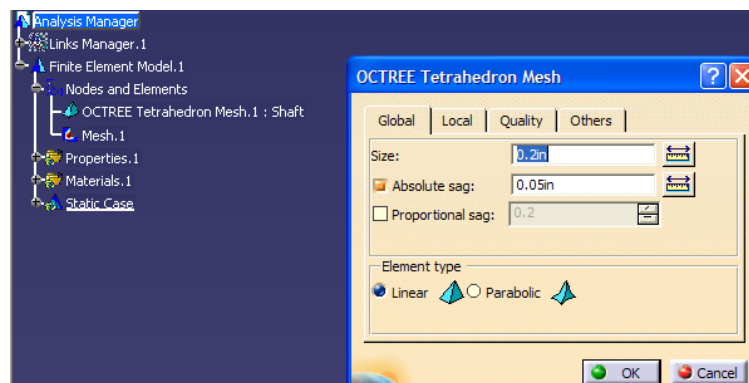 Analysis Manager
Links Manager.1
Finite Element Model.1
Nodes and Elements
OCTREE Tetrahedron Mesh.1 : Shaft
Mesh.1
Properties.1
Materials.1
Static Case
OCTREE Tetrahedron Mesh
Global Local Quality Others
Size: 0.2in
Absolute sag: 0.05in
Proportional sag: 0.2
Element type
Linear Parabolic
OK Cancel